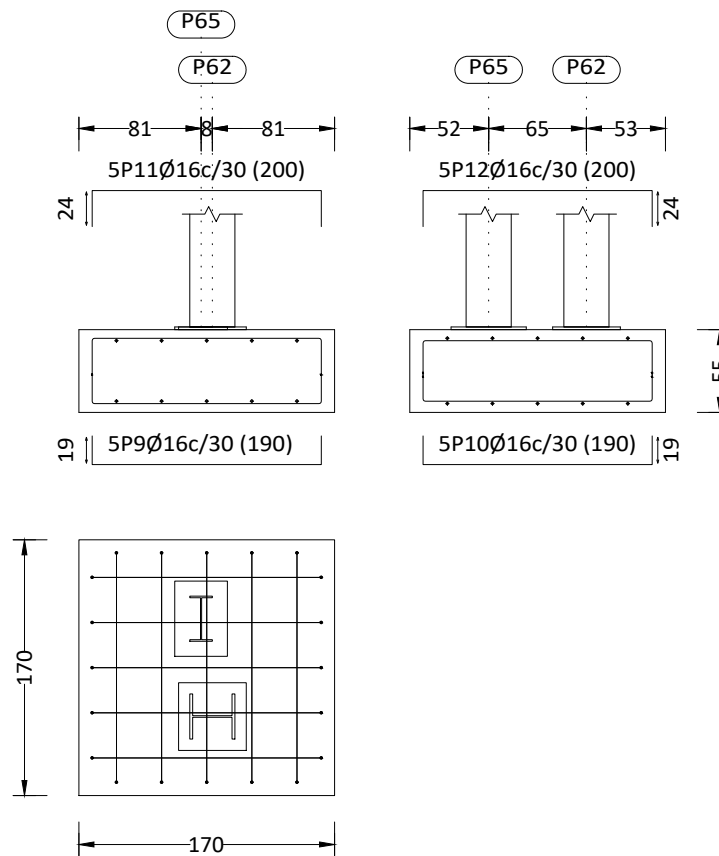 P65
P62
P65
P62
81
8
81
52
65
53
5P11Ø16c/30 (200)
5P12Ø16c/30 (200)
24
24
55
5P9Ø16c/30 (190)
5P10Ø16c/30 (190)
19
19
170
170